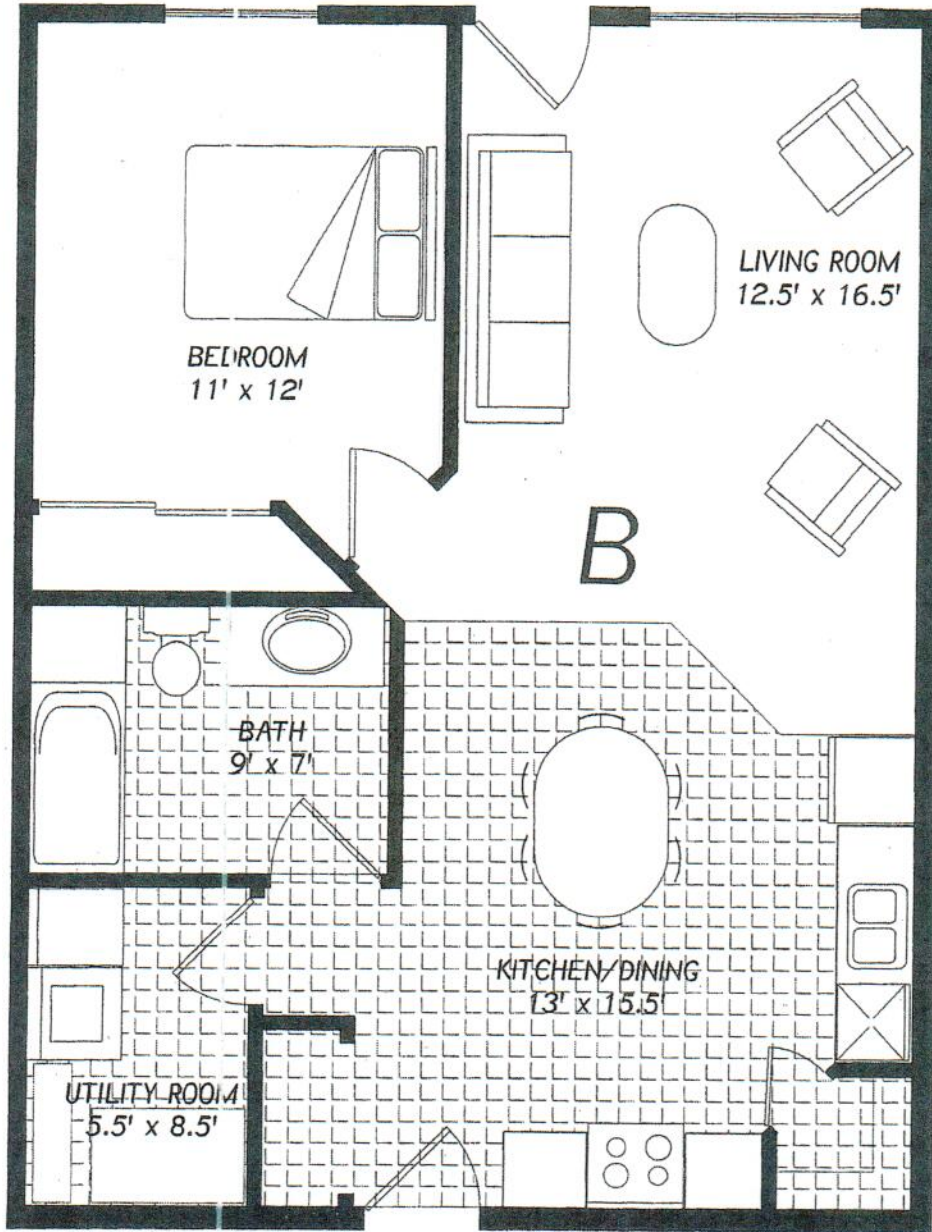 LIVING ROOM
12.5' x 16.5'
BEDROOM
11' x 12'
B
BATH
9' x 7'
KITCHEN/DINING
13' x 15.5'
UTILITY ROOM
5.5' x 8.5'